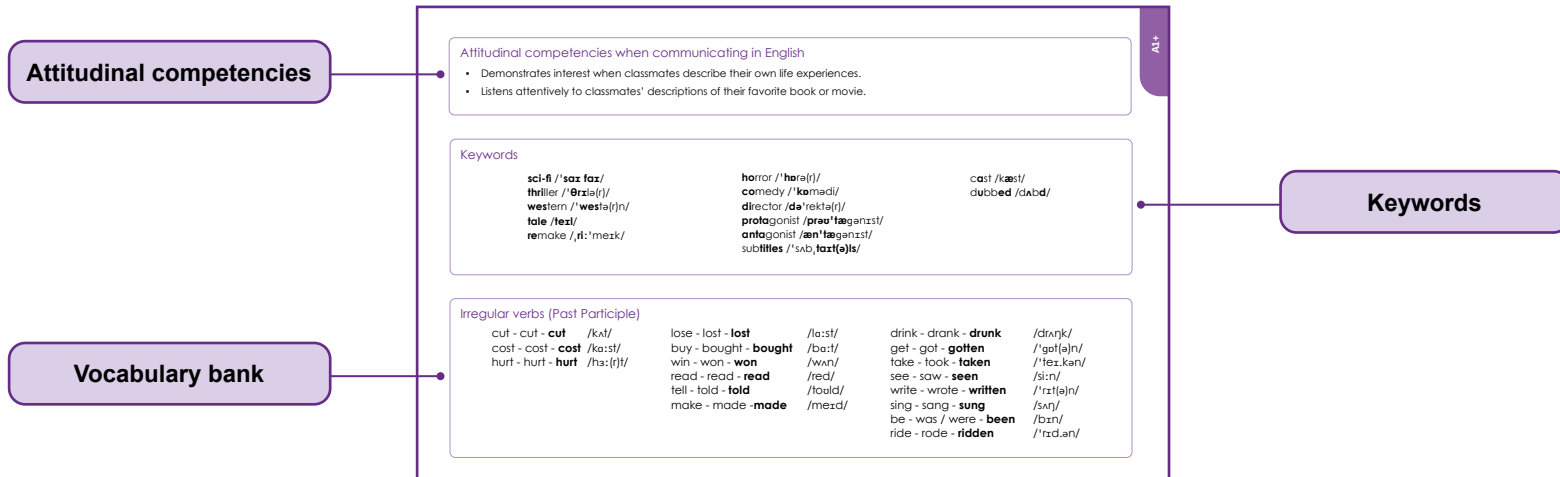 A1+
Attitudinal competencies
Attitudinal competencies when communicating in English
• Demonstrates interest when classmates describe their own life experiences.
• Listens attentively to classmates' descriptions of their favorite book or movie.
Keywords
Keywords
sci-fi /ˈsaɪ faɪ/
thriller /ˈθrɪlə(r)/
western /ˈwestə(r)n/
tale /teɪl/
remake /ˌriːˈmeɪk/
horror /ˈhɒrə(r)/
comedy /ˈkɒmədi/
director /dəˈrektə(r)/
protagonist /prəʊˈtæɡənɪst/
antagonist /ænˈtæɡənɪst/
subtitles /ˈsʌbˌtaɪt(ə)ls/
cast /kæst/
dubbed /dʌbd/
Vocabulary bank
Irregular verbs (Past Participle)
cut - cut - cut /kʌt/
cost - cost - cost /kɑːst/
hurt - hurt - hurt /hɜː(r)t/
lose - lost - lost /lɑːst/
buy - bought - bought /bɑːt/
win - won - won /wʌn/
read - read - read /red/
tell - told - told /toʊld/
make - made -made /meɪd/
drink - drank - drunk /drʌŋk/
get - got - gotten /ˈɡɒt(ə)n/
take - took - taken /ˈteɪ.kən/
see - saw - seen /siːn/
write - wrote - written /ˈrɪt(ə)n/
sing - sang - sung /sʌŋ/
be - was / were - been /bɪn/
ride - rode - ridden /ˈrɪd.ən/